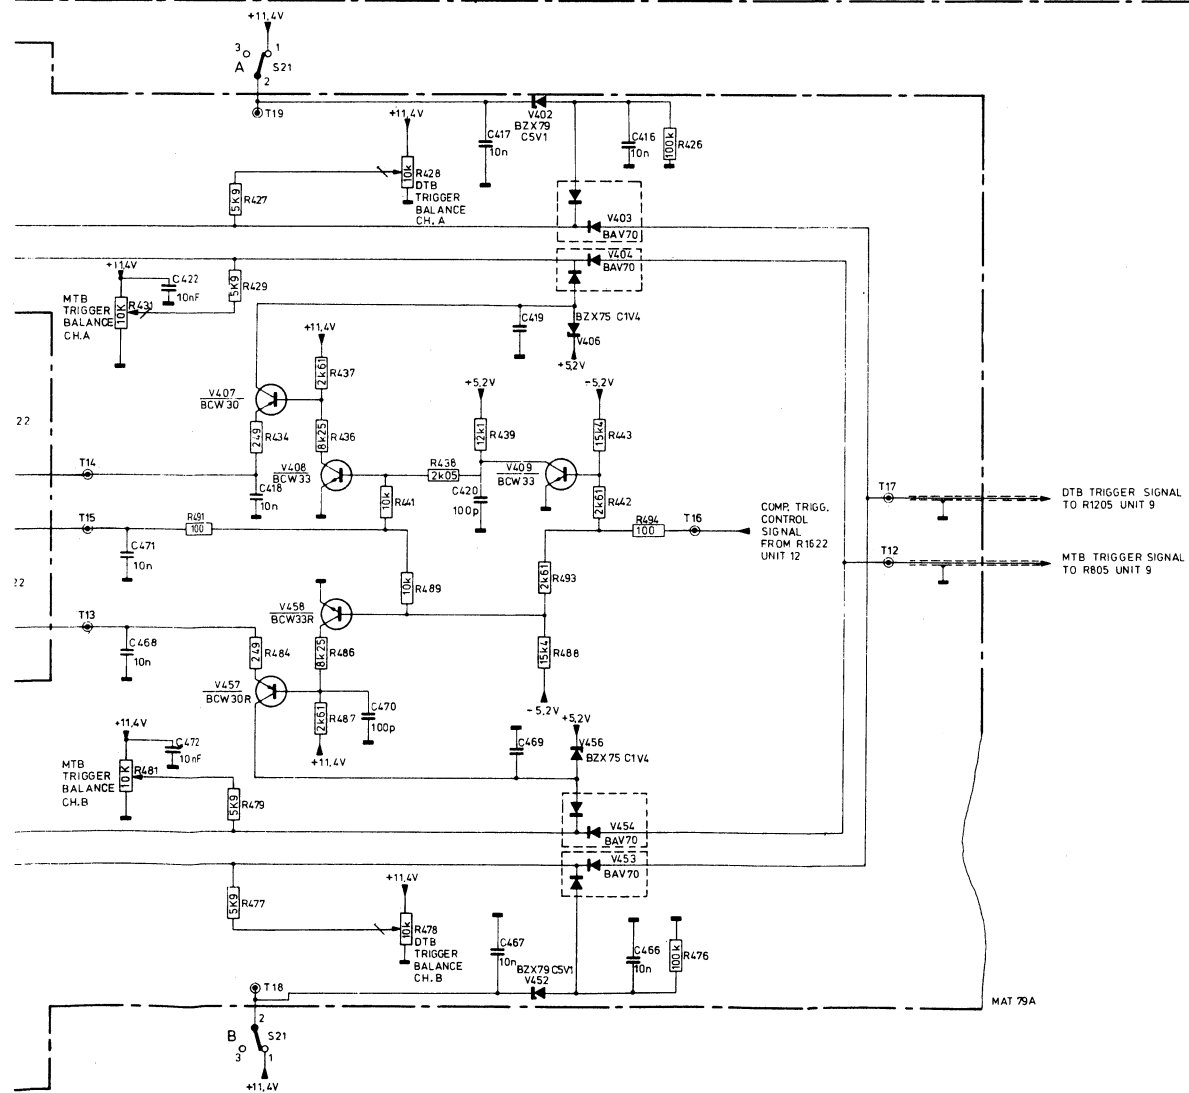 +11,4V
3
1
A
S21
2
T19
+11,4V
C417
10n
V402
BZX79
C5V1
C416
10n
100k
R426
5K9
R427
10k
R428
DTB
TRIGGER
BALANCE
CH. A
V403
BAV70
V404
BAV70
+11,4V
C422
10nF
5K9
R429
MTB
TRIGGER
BALANCE
CH.A
10K
R431
+11,4V
C419
BZX75 C1V4
V406
+5,2V
2k61
R437
V407
BCW30
+5,2V
-5,2V
22
249
R434
8k25
R436
12k1
R439
15k4
R443
T14
V408
BCW33
R438
2k05
V409
BCW33
C418
10n
10k
R441
C420
100p
2k61
R442
T17
DTB TRIGGER SIGNAL
TO R1205 UNIT 9
T15
R491
100
R494
100
T16
COMP. TRIGG.
CONTROL
SIGNAL
FROM R1622
UNIT 12
C471
10n
T12
MTB TRIGGER SIGNAL
TO R805 UNIT 9
22
10k
R489
2k61
R493
V458
BCW33R
T13
C468
10n
249
R484
8k25
R486
15k4
R488
V457
BCW30R
2k61
R487
C470
100p
-5,2V
+5,2V
+11,4V
C472
10nF
+11,4V
C469
V456
BZX75 C1V4
MTB
TRIGGER
BALANCE
CH.B
10K
R481
5K9
R479
V454
BAV70
V453
BAV70
5K9
R477
+11,4V
10k
R478
DTB
TRIGGER
BALANCE
CH.B
C467
10n
BZX79 C5V1
V452
C466
10n
100k
R476
T18
MAT 79A
2
B
S21
3
1
+11,4V